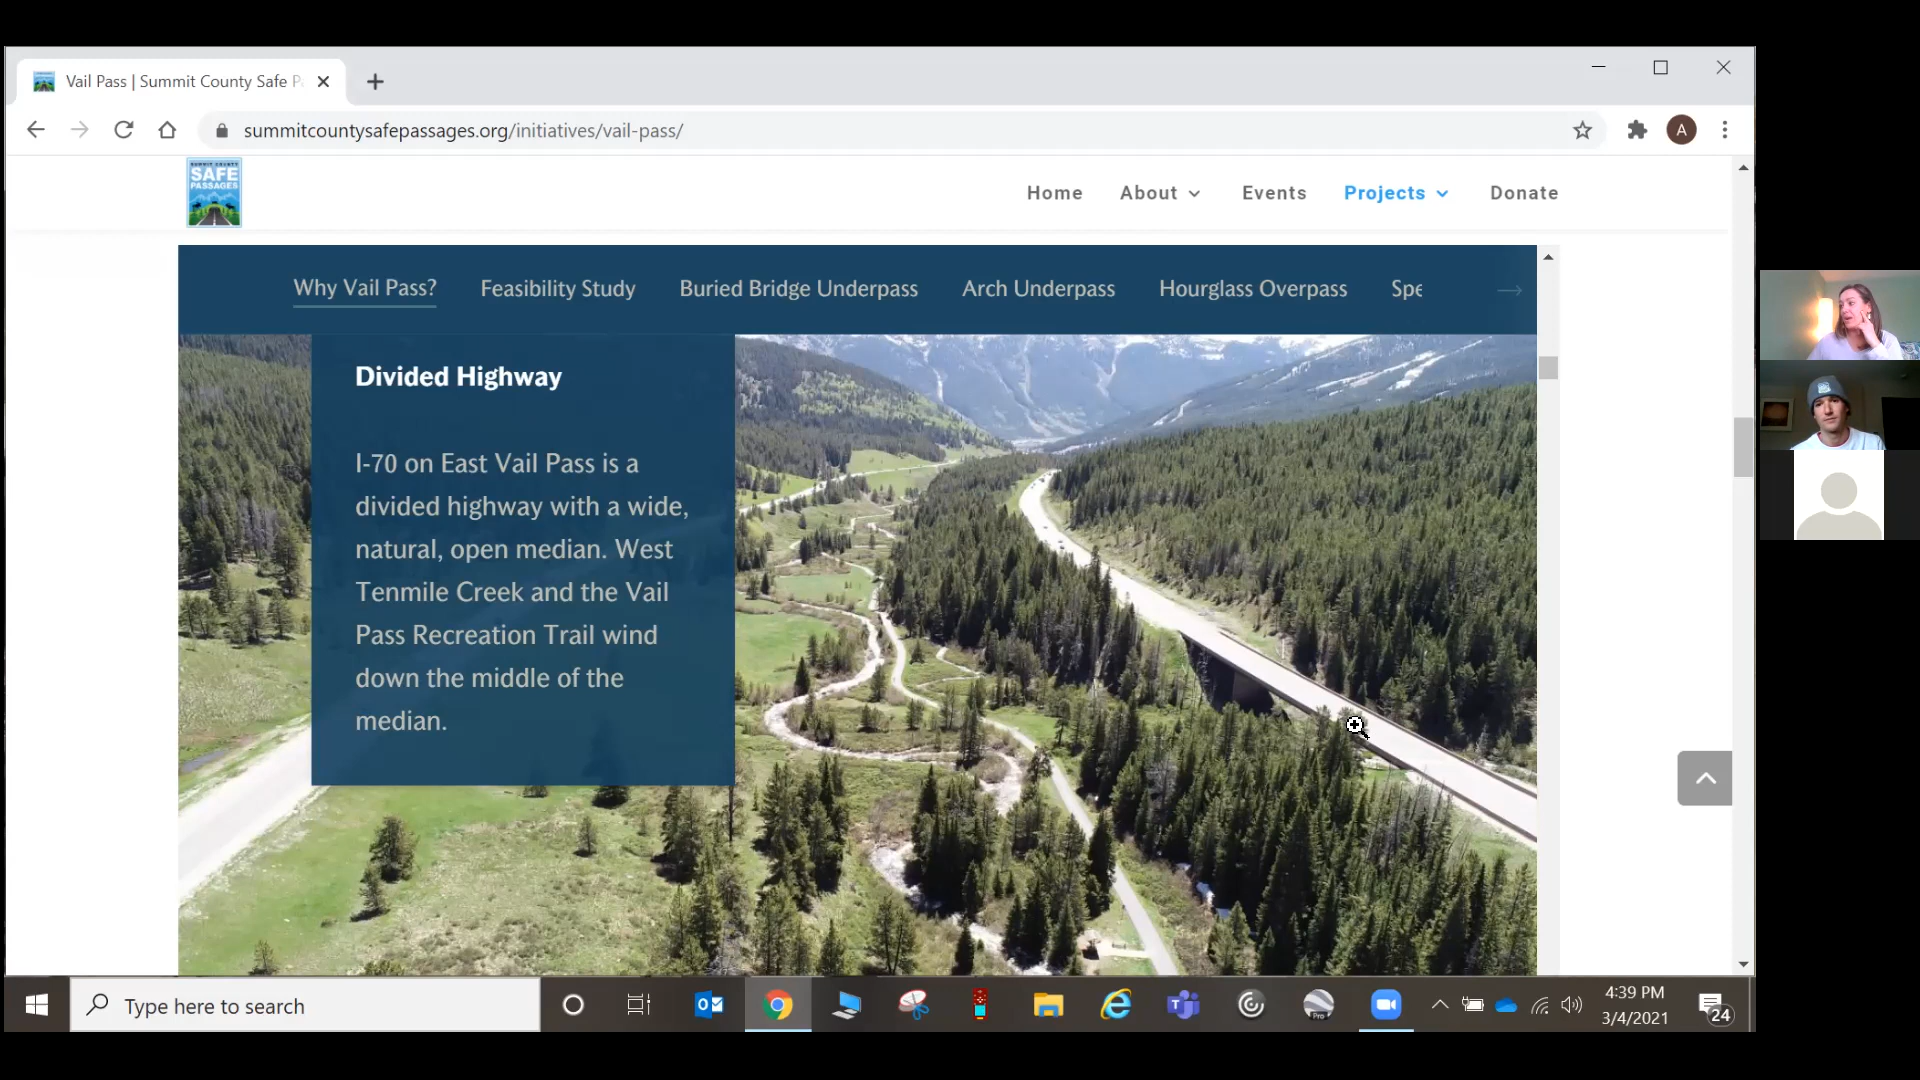 Vail Pass | Summit County Safe P
summitcountysafepassages.org/initiatives/vail-pass/
A
SUMMIT COUNTY
SAFE
PASSAGES
Home About Events Projects Donate
Why Vail Pass? Feasibility Study Buried Bridge Underpass Arch Underpass Hourglass Overpass Spe
Divided Highway
I-70 on East Vail Pass is a
divided highway with a wide,
natural, open median. West
Tenmile Creek and the Vail
Pass Recreation Trail wind
down the middle of the
median.
Type here to search
Pro
4:39 PM
3/4/2021
24